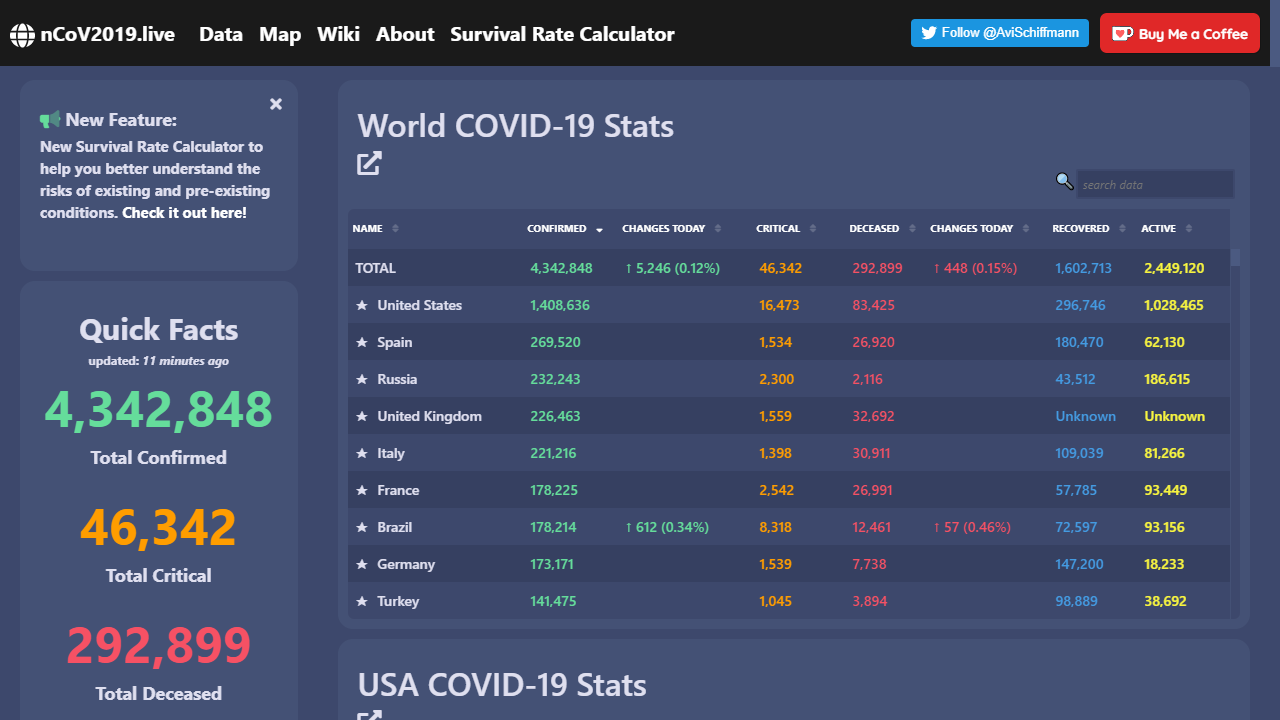 nCoV2019.live Data Map Wiki About Survival Rate Calculator Follow @AviSchiffmann Buy Me a Coffee
New Feature:
New Survival Rate Calculator to
help you better understand the
risks of existing and pre-existing
conditions. Check it out here!
Quick Facts
updated: 11 minutes ago
4,342,848
Total Confirmed
46,342
Total Critical
292,899
Total Deceased
World COVID-19 Stats
search data
NAME CONFIRMED CHANGES TODAY CRITICAL DECEASED CHANGES TODAY RECOVERED ACTIVE
TOTAL 4,342,848 ↑ 5,246 (0.12%) 46,342 292,899 ↑ 448 (0.15%) 1,602,713 2,449,120
★ United States 1,408,636 16,473 83,425 296,746 1,028,465
★ Spain 269,520 1,534 26,920 180,470 62,130
★ Russia 232,243 2,300 2,116 43,512 186,615
★ United Kingdom 226,463 1,559 32,692 Unknown Unknown
★ Italy 221,216 1,398 30,911 109,039 81,266
★ France 178,225 2,542 26,991 57,785 93,449
★ Brazil 178,214 ↑ 612 (0.34%) 8,318 12,461 ↑ 57 (0.46%) 72,597 93,156
★ Germany 173,171 1,539 7,738 147,200 18,233
★ Turkey 141,475 1,045 3,894 98,889 38,692
USA COVID-19 Stats